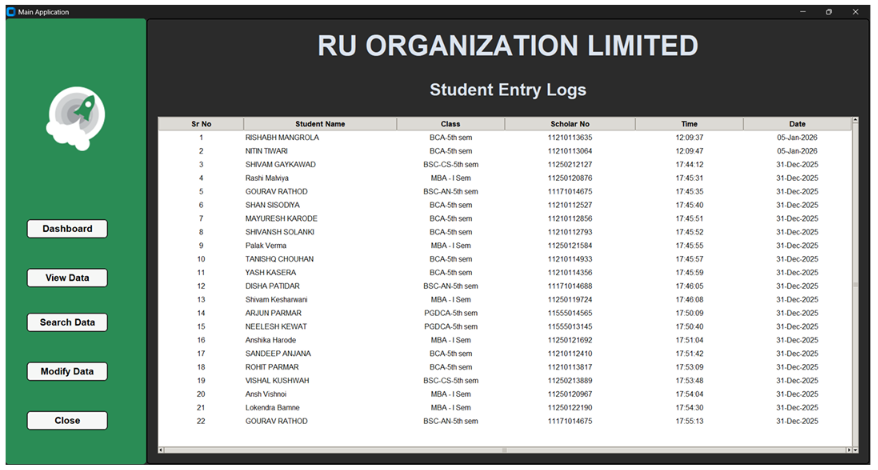 Main Application
RU ORGANIZATION LIMITED
Student Entry Logs
Dashboard
View Data
Search Data
Modify Data
Close
Sr No Student Name Class Scholar No Time Date
1 RISHABH MANGROLA BCA-5th sem 11210113635 12:09:37 05-Jan-2026
2 NITIN TIWARI BCA-5th sem 11210113064 12:09:47 05-Jan-2026
3 SHIVAM GAYKAWAD BSC-CS-5th sem 11250212127 17:44:12 31-Dec-2025
4 Rashi Malviya MBA - I Sem 11250120876 17:45:31 31-Dec-2025
5 GOURAV RATHOD BSC-AN-5th sem 11171014675 17:45:35 31-Dec-2025
6 SHAN SISODIYA BCA-5th sem 11210112527 17:45:40 31-Dec-2025
7 MAYURESH KARODE BCA-5th sem 11210112856 17:45:51 31-Dec-2025
8 SHIVANSH SOLANKI BCA-5th sem 11210112793 17:45:52 31-Dec-2025
9 Palak Verma MBA - I Sem 11250121584 17:45:55 31-Dec-2025
10 TANISHQ CHOUHAN BCA-5th sem 11210114933 17:45:57 31-Dec-2025
11 YASH KASERA BCA-5th sem 11210114356 17:45:59 31-Dec-2025
12 DISHA PATIDAR BSC-AN-5th sem 11171014688 17:46:05 31-Dec-2025
13 Shivam Kesharwani MBA - I Sem 11250119724 17:46:08 31-Dec-2025
14 ARJUN PARMAR PGDCA-5th sem 11555014565 17:50:09 31-Dec-2025
15 NEELESH KEWAT PGDCA-5th sem 11555013145 17:50:40 31-Dec-2025
16 Anshika Harode MBA - I Sem 11250121692 17:51:04 31-Dec-2025
17 SANDEEP ANJANA BCA-5th sem 11210112410 17:51:42 31-Dec-2025
18 ROHIT PARMAR BCA-5th sem 11210113817 17:53:09 31-Dec-2025
19 VISHAL KUSHWAH BSC-CS-5th sem 11250213889 17:53:48 31-Dec-2025
20 Ansh Vishnoi MBA - I Sem 11250120967 17:54:04 31-Dec-2025
21 Lokendra Bamne MBA - I Sem 11250122190 17:54:30 31-Dec-2025
22 GOURAV RATHOD BSC-AN-5th sem 11171014675 17:55:13 31-Dec-2025